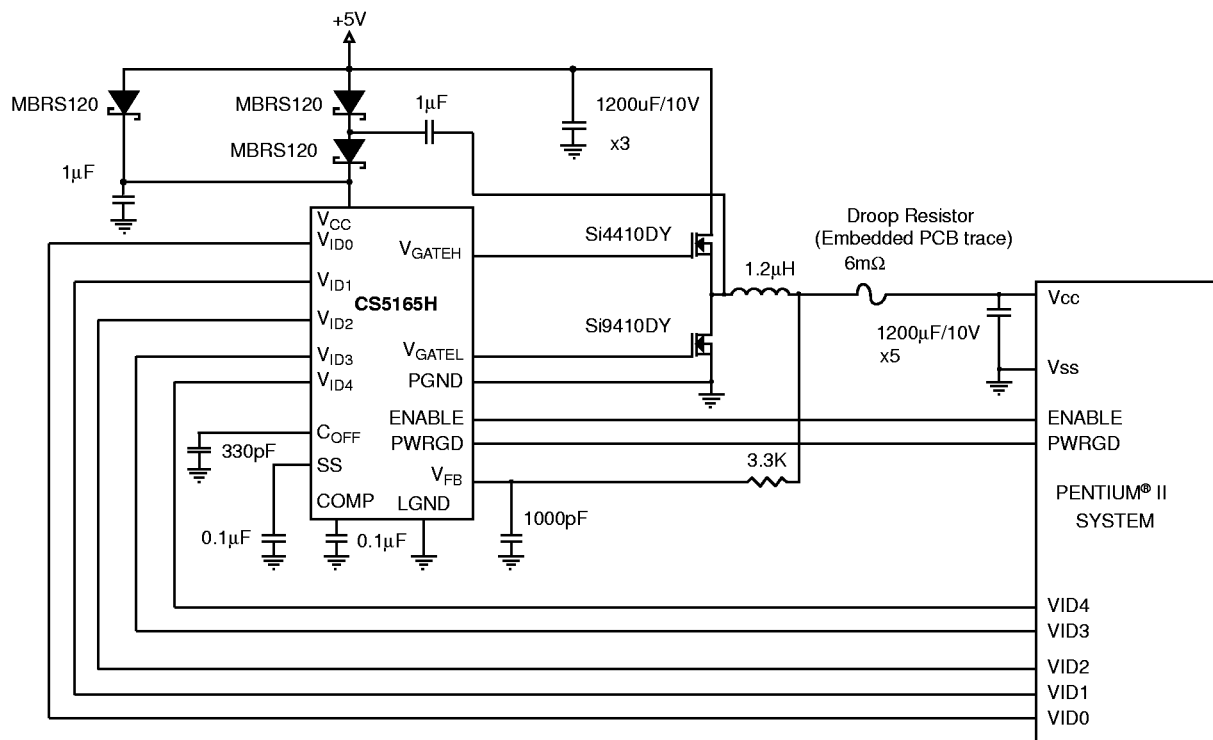 +5V
MBRS120
MBRS120
1µF
1200uF/10V
x3
MBRS120
1µF
VCC
VID0
VGATEH
Si4410DY
Droop Resistor
(Embedded PCB trace)
6mΩ
1.2µH
VID1
CS5165H
Vcc
VID2
Si9410DY
1200µF/10V
x5
VID3
VGATEL
Vss
VID4
PGND
ENABLE
ENABLE
COFF
PWRGD
PWRGD
330pF
SS
VFB
3.3K
COMP
LGND
PENTIUM® II
SYSTEM
0.1µF
0.1µF
1000pF
VID4
VID3
VID2
VID1
VID0